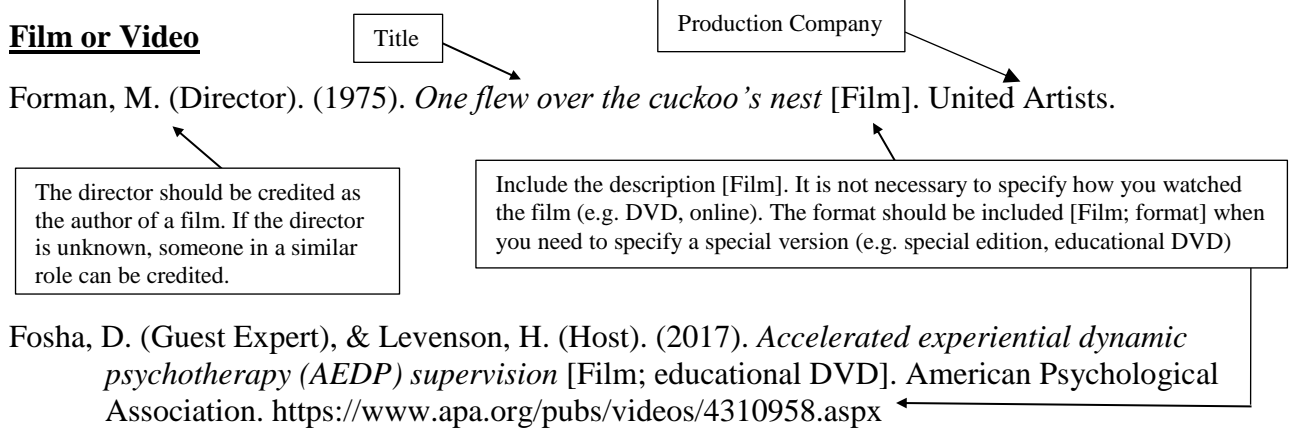 Film or Video
Title
Production Company
Forman, M. (Director). (1975). One flew over the cuckoo’s nest [Film]. United Artists.
The director should be credited as
the author of a film. If the director
is unknown, someone in a similar
role can be credited.
Include the description [Film]. It is not necessary to specify how you watched
the film (e.g. DVD, online). The format should be included [Film; format] when
you need to specify a special version (e.g. special edition, educational DVD)
Fosha, D. (Guest Expert), & Levenson, H. (Host). (2017). Accelerated experiential dynamic
psychotherapy (AEDP) supervision [Film; educational DVD]. American Psychological
Association. https://www.apa.org/pubs/videos/4310958.aspx